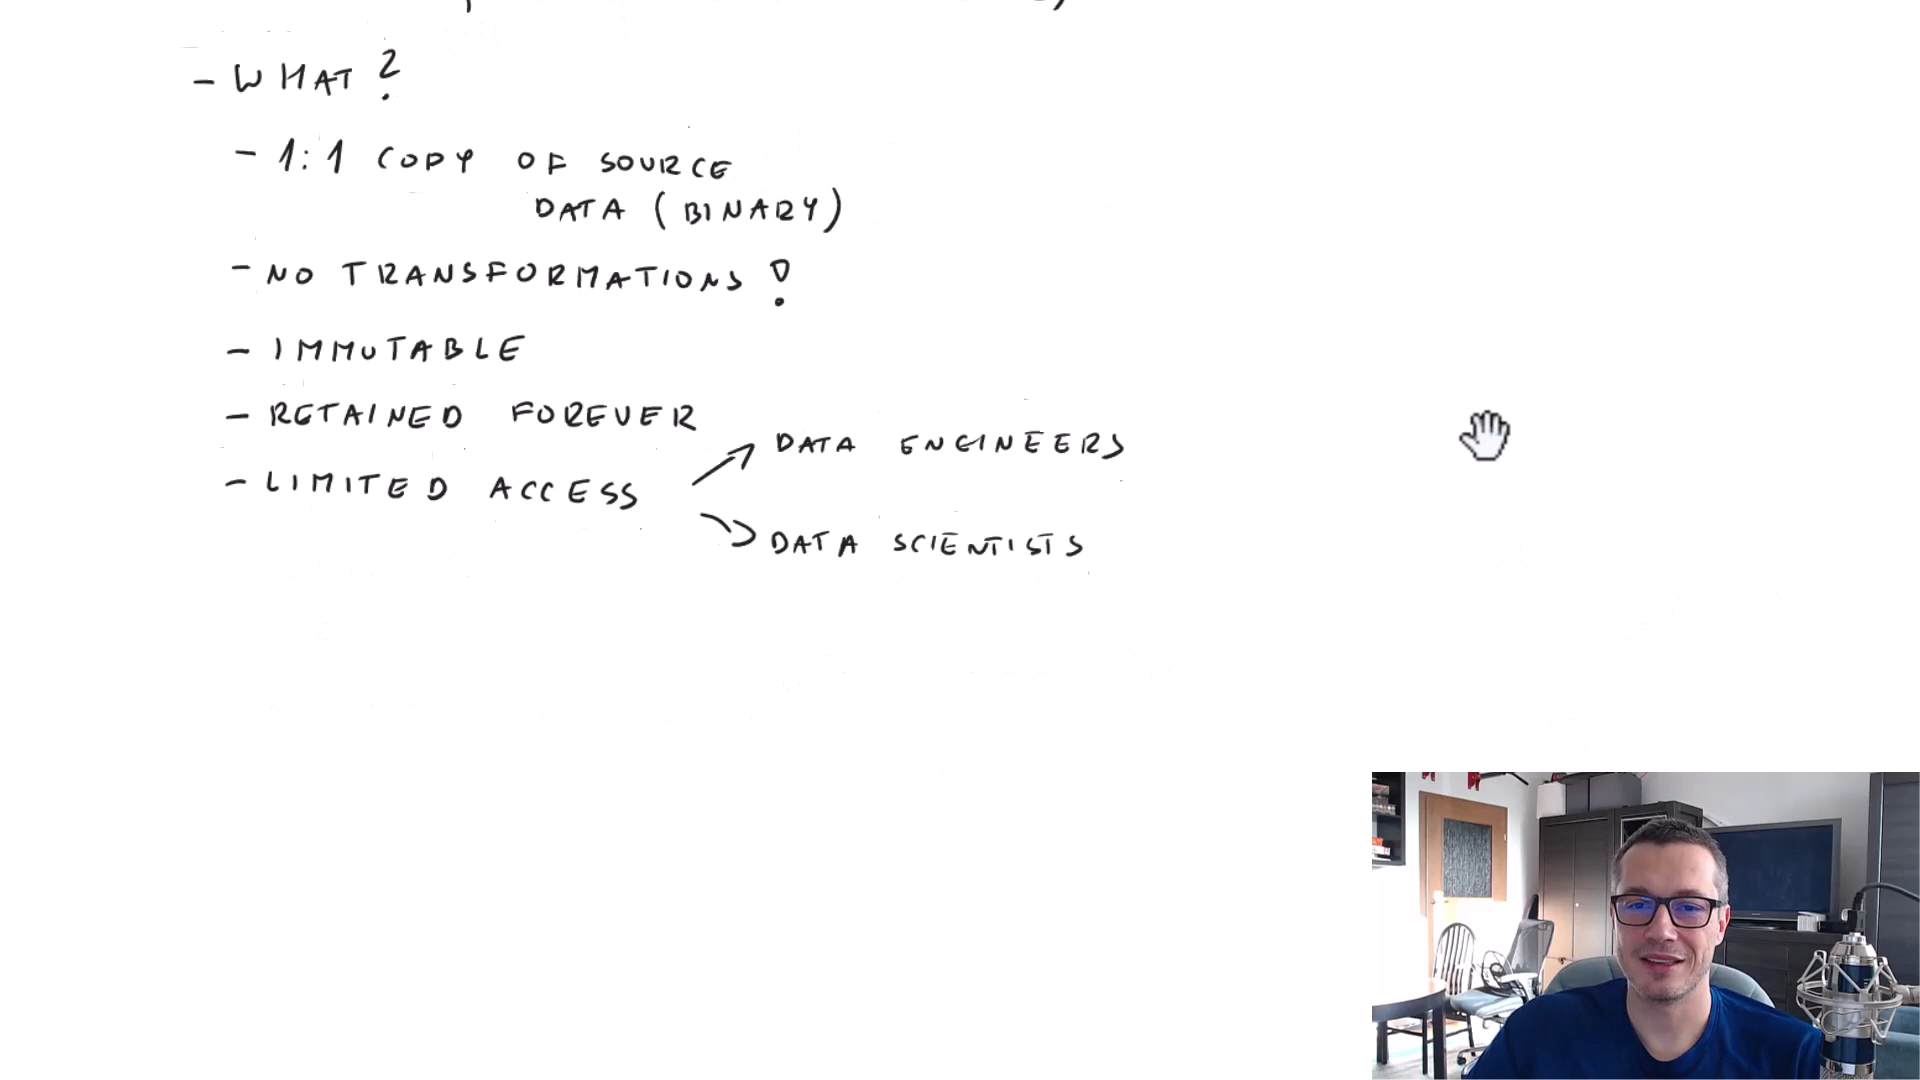 - WHAT?
- 1:1 COPY OF SOURCE
DATA (BINARY)
- NO TRANSFORMATIONS!
- IMMUTABLE
- RETAINED FOREVER
- LIMITED ACCESS
DATA ENGINEERS
DATA SCIENTISTS